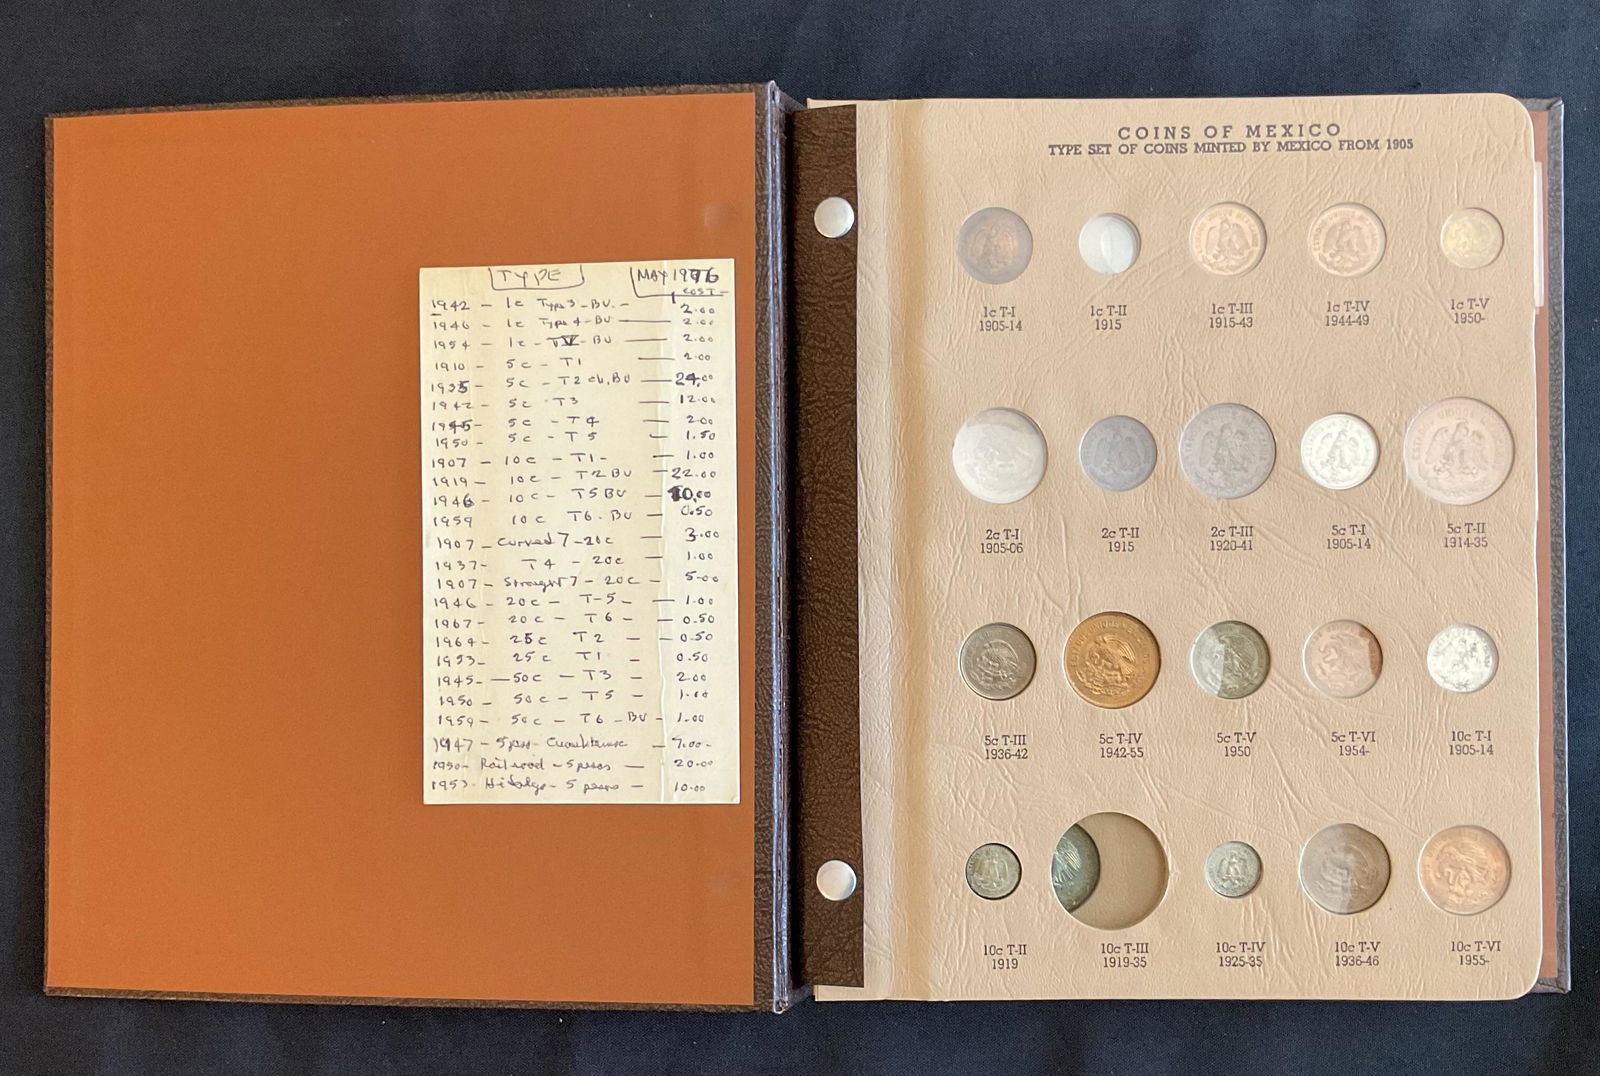 TYPE MAY 1976
COST
1942 - 1c Type 3 - BU. - 2.00
1946 - 1c Type 4 - BU — 2.00
1954 - 1c - TV - BU — 2.00
1910 - 5c - T1 — 2.00
1935 - 5c - T2 ch. BU — 24.00
1942 - 5c - T3 — 12.00
1945 - 5c - T4 — 2.00
1950 - 5c - T5 — 1.50
1907 - 10c - T1 - — 1.00
1919 - 10c - T2 BU — 22.00
1946 - 10c - T5 BU — 10.00
1959 10c T6. BU — 0.50
1907 - Curved 7 - 20c — 3.00
1937 - T4 - 20c — 1.00
1907 - Straight 7 - 20c — 5.00
1946 - 20c - T-5 - — 1.00
1967 - 20c - T6 - — 0.50
1964 - 25c T2 — 0.50
1953 - 25c T1 - 0.50
1945 - 50c - T3 - 2.00
1950 50c - T5 - 1.00
1959 - 50c - T6 - BU - 1.00
1947 - 5 - 7.00 -
1950 - Railroad - 5 pesos — 20.00
1953 - Hidalgo - 5 pesos — 10.00
COINS OF MEXICO
TYPE SET OF COINS MINTED BY MEXICO FROM 1905
1c T-I 1c T-II 1c T-III 1c T-IV 1c T-V
1905-14 1915 1915-43 1944-49 1950-
2c T-I 2c T-II 2c T-III 5c T-I 5c T-II
1905-06 1915 1920-41 1905-14 1914-35
5c T-III 5c T-IV 5c T-V 5c T-VI 10c T-I
1936-42 1942-55 1950 1954- 1905-14
10c T-II 10c T-III 10c T-IV 10c T-V 10c T-VI
1919 1919-35 1925-35 1936-46 1955-